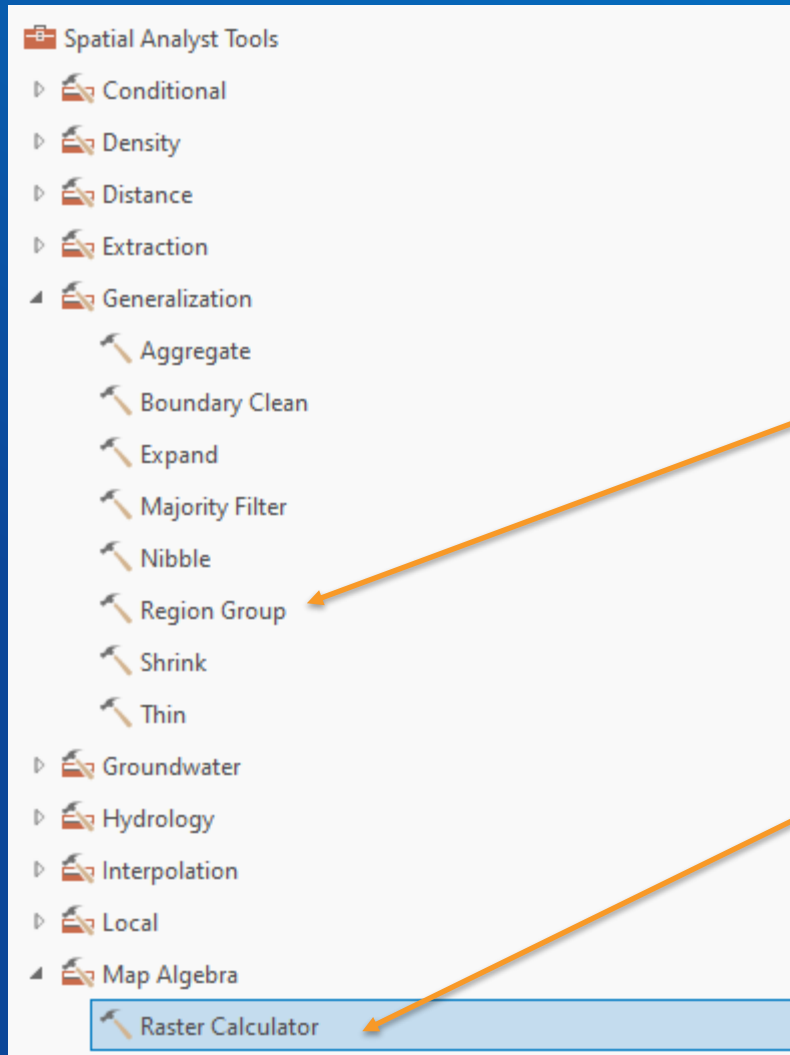 Spatial Analyst Tools
Conditional
Density
Distance
Extraction
Generalization
Aggregate
Boundary Clean
Expand
Majority Filter
Nibble
Region Group
Shrink
Thin
Groundwater
Hydrology
Interpolation
Local
Map Algebra
Raster Calculator